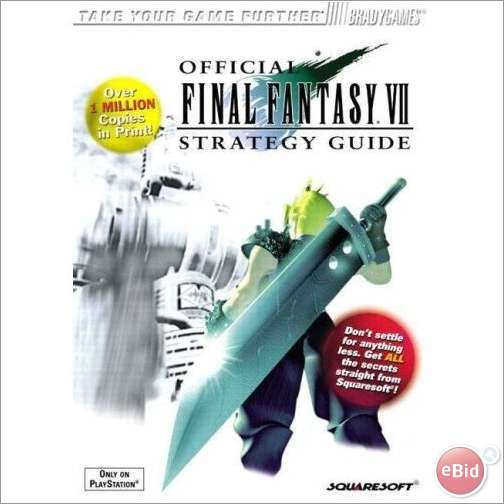 TAKE YOUR GAME FURTHER®
BRADYGAMES®
OFFICIAL
FINAL FANTASY® VII
STRATEGY GUIDE
Over
1 MILLION
Copies
in Print!
Don't settle
for anything
less. Get ALL
the secrets
straight from
Squaresoft!
ONLY ON
PLAYSTATION®
SQUARESOFT®
eBid